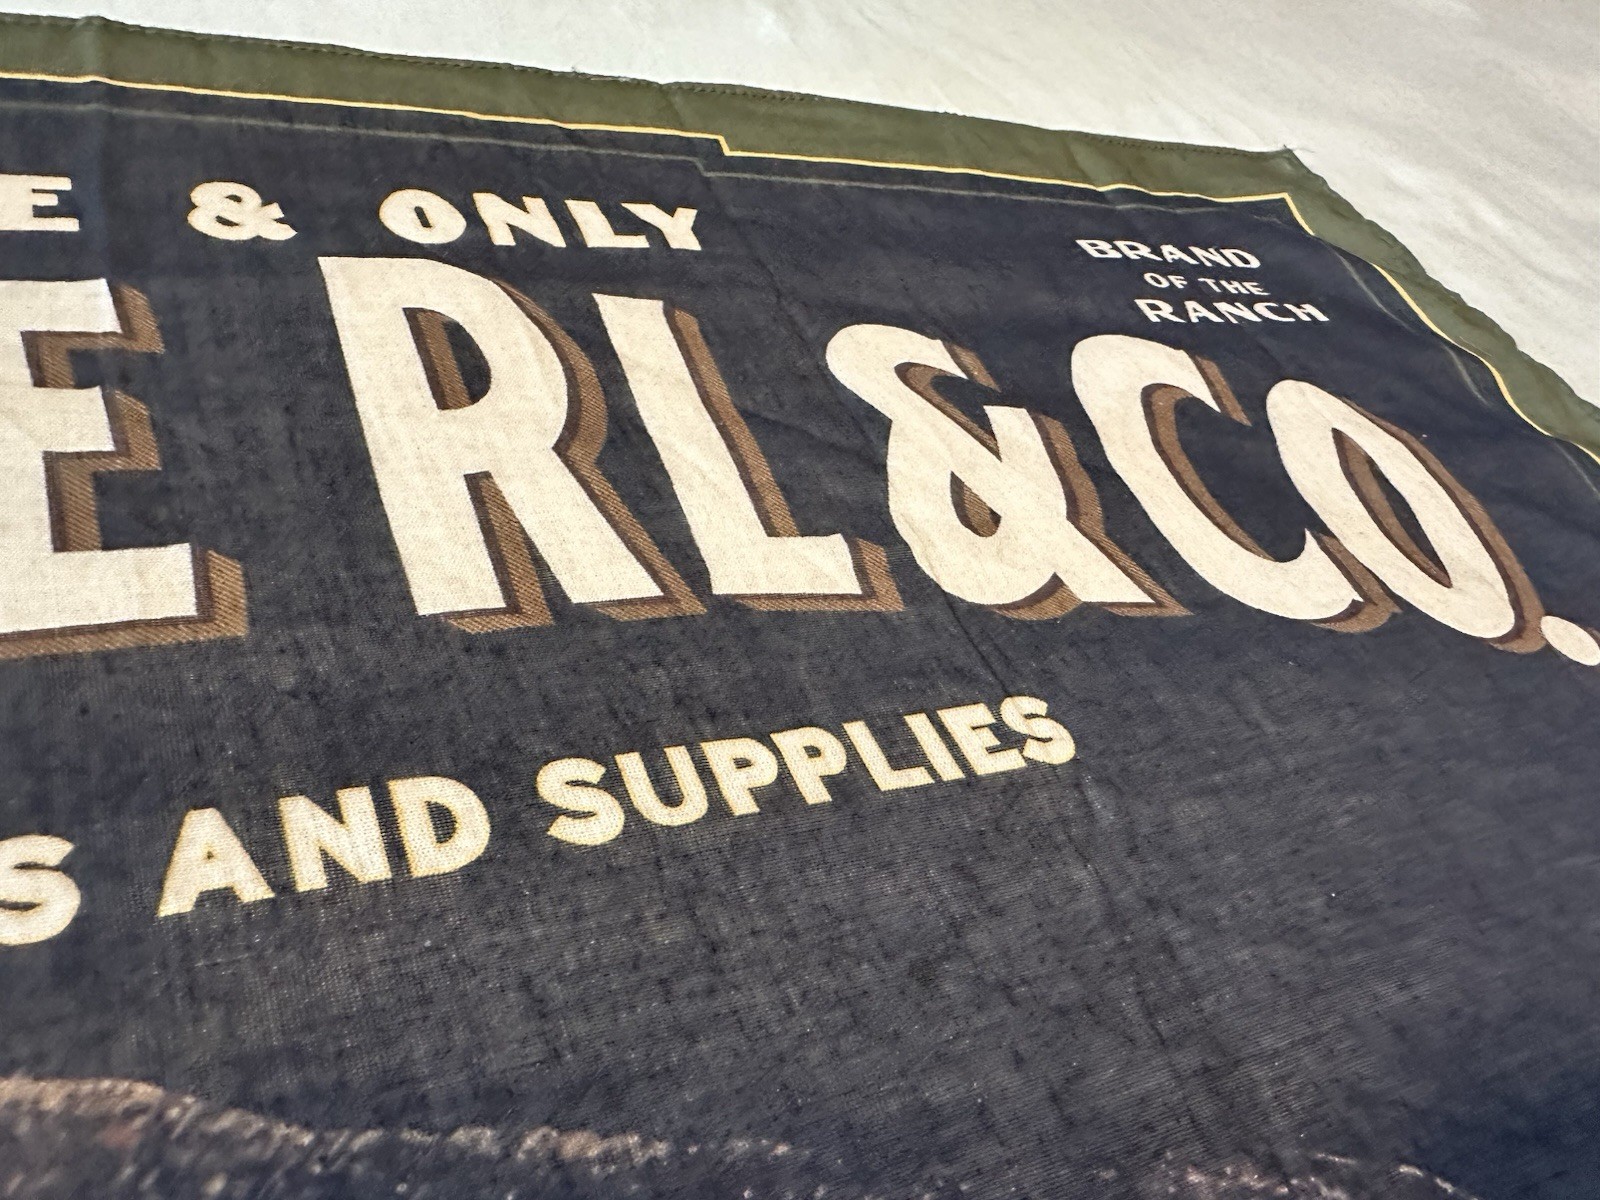 E & ONLY
BRAND
OF THE
RANCH
E RL&CO.
S AND SUPPLIES